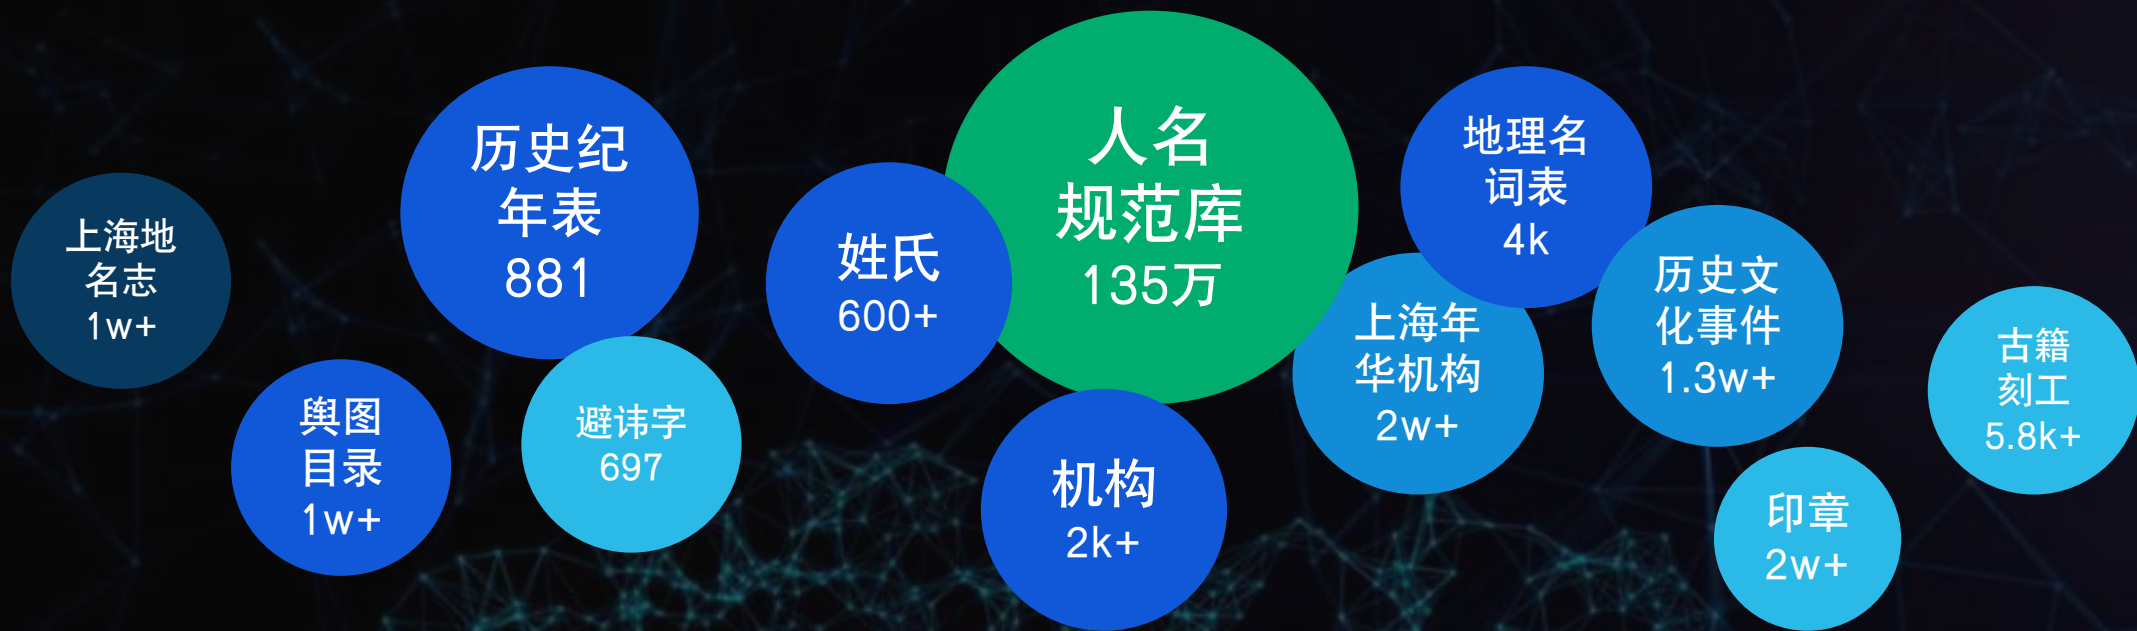 上海地
名志
1w+
历史纪
年表
881
舆图
目录
1w+
避讳字
697
姓氏
600+
人名
规范库
135万
机构
2k+
地理名
词表
4k
上海年
华机构
2w+
历史文
化事件
1.3w+
印章
2w+
古籍
刻工
5.8k+